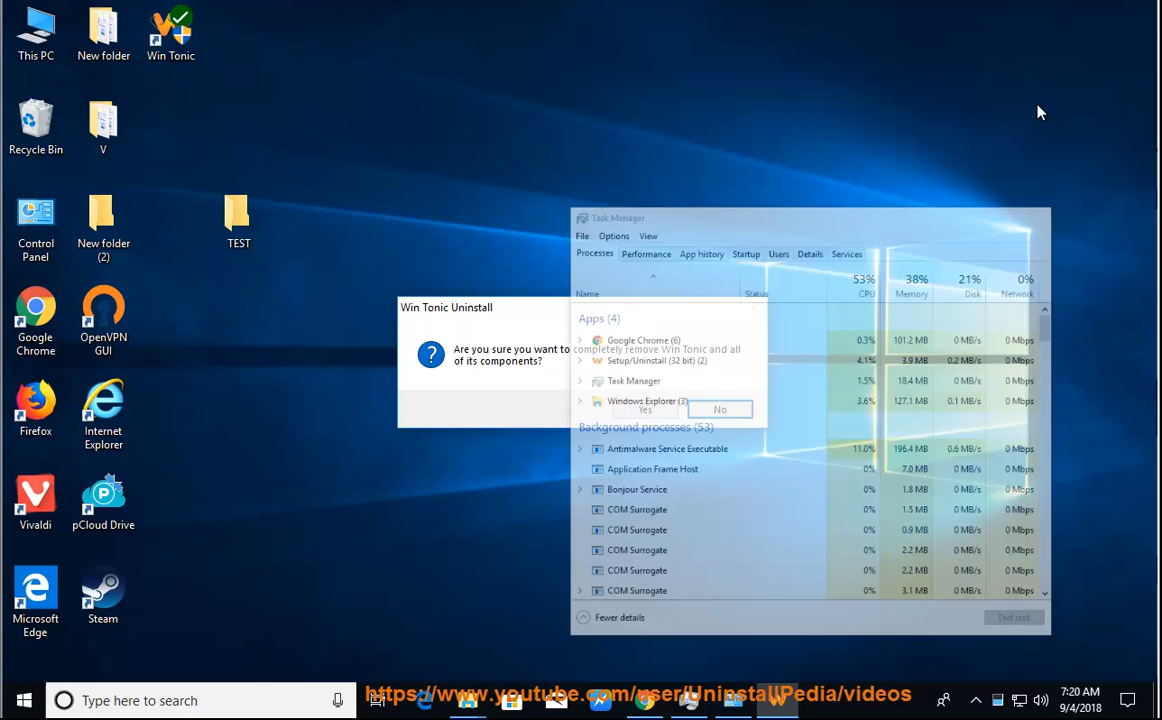 This PC
New folder
Win Tonic
Recycle Bin
V
Control
Panel
New folder
(2)
TEST
Google
Chrome
OpenVPN
GUI
Firefox
Internet
Explorer
Vivaldi
pCloud Drive
Microsoft
Edge
Steam
Win Tonic Uninstall
Are you sure you want to completely remove Win Tonic and all
of its components?
Yes
No
Task Manager
File Options View
Processes Performance App history Startup Users Details Services
53% 38% 21% 0%
Name Status CPU Memory Disk Network
Apps (4)
Google Chrome (6) 0.3% 101.2 MB 0 MB/s 0 Mbps
Setup/Uninstall (32 bit) (2) 4.1% 3.9 MB 0.2 MB/s 0 Mbps
Task Manager 1.5% 18.4 MB 0 MB/s 0 Mbps
Windows Explorer (3) 3.6% 127.1 MB 0.1 MB/s 0 Mbps
Background processes (53)
Antimalware Service Executable 11.0% 196.4 MB 0.6 MB/s 0 Mbps
Application Frame Host 0% 7.0 MB 0 MB/s 0 Mbps
Bonjour Service 0% 1.8 MB 0 MB/s 0 Mbps
COM Surrogate 0% 1.5 MB 0 MB/s 0 Mbps
COM Surrogate 0% 0.9 MB 0 MB/s 0 Mbps
COM Surrogate 0% 2.2 MB 0 MB/s 0 Mbps
COM Surrogate 0% 2.2 MB 0 MB/s 0 Mbps
COM Surrogate 0% 3.1 MB 0 MB/s 0 Mbps
Fewer details
End task
Type here to search
https://www.youtube.com/user/UninstallPedia/videos
7:20 AM
9/4/2018